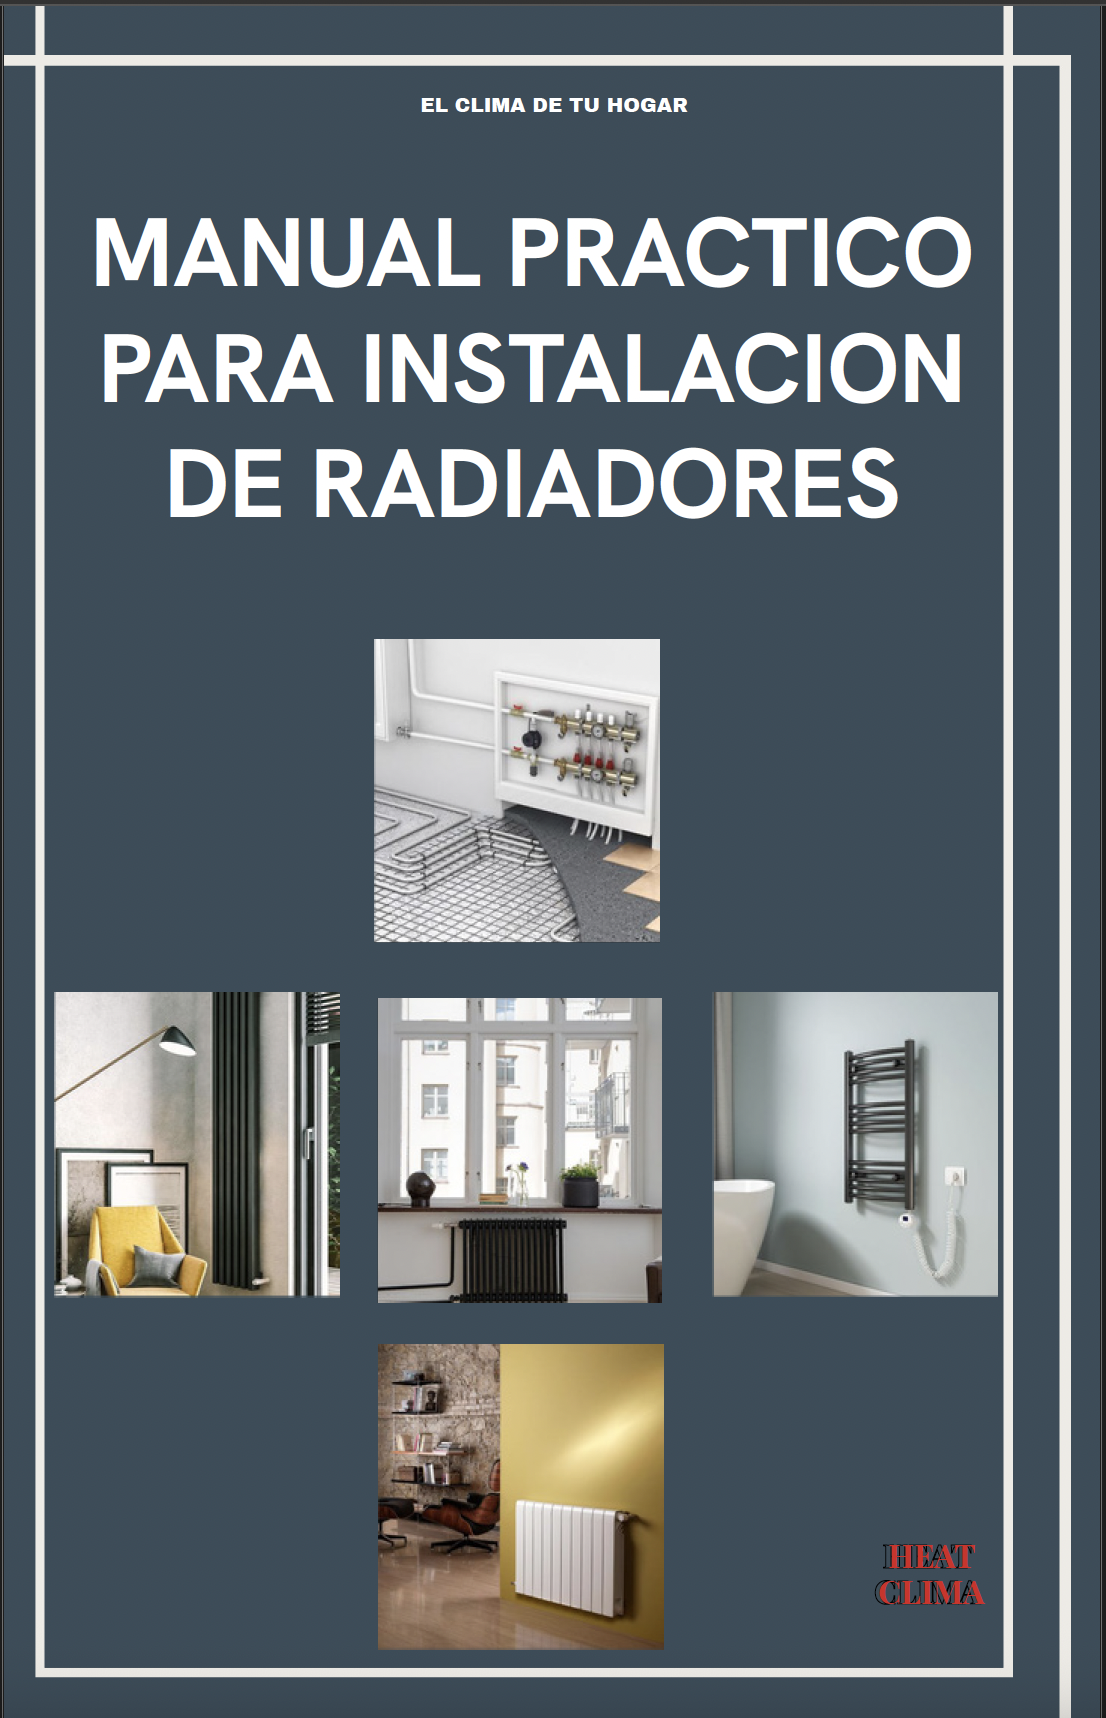 EL CLIMA DE TU HOGAR
MANUAL PRACTICO
PARA INSTALACION
DE RADIADORES
HEAT
CLIMA